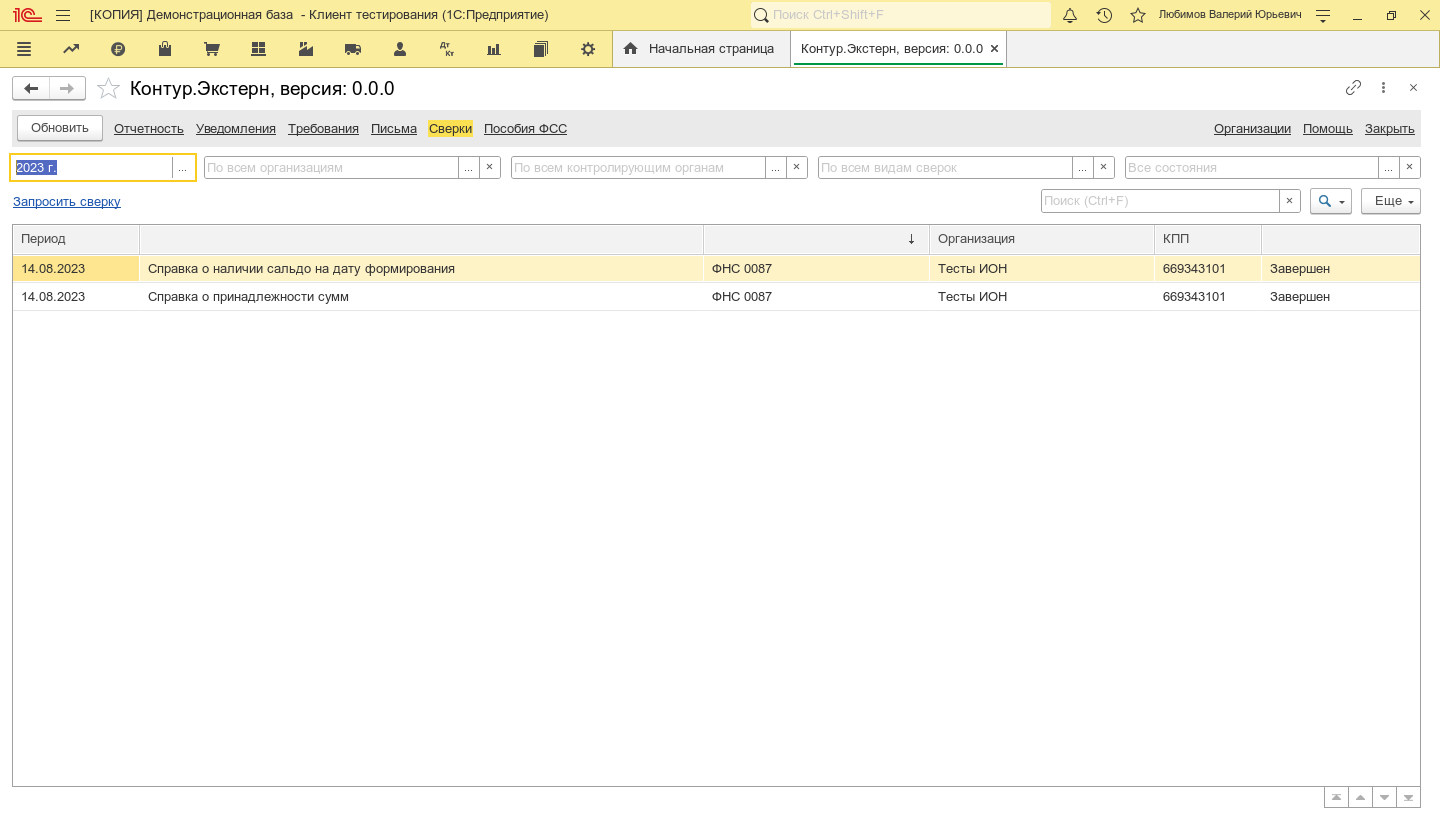 [КОПИЯ] Демонстрационная база - Клиент тестирования (1С:Предприятие)
Поиск Ctrl+Shift+F
Любимов Валерий Юрьевич
Дт Кт
Начальная страница
Контур.Экстерн, версия: 0.0.0
Контур.Экстерн, версия: 0.0.0
Обновить Отчетность Уведомления Требования Письма Сверки Пособия ФСС Организации Помощь Закрыть
2023 г. ... По всем организациям ... По всем контролирующим органам ... По всем видам сверок ... Все состояния ...
Запросить сверку Поиск (Ctrl+F) Еще
Период Организация КПП
14.08.2023 Справка о наличии сальдо на дату формирования ФНС 0087 Тесты ИОН 669343101 Завершен
14.08.2023 Справка о принадлежности сумм ФНС 0087 Тесты ИОН 669343101 Завершен